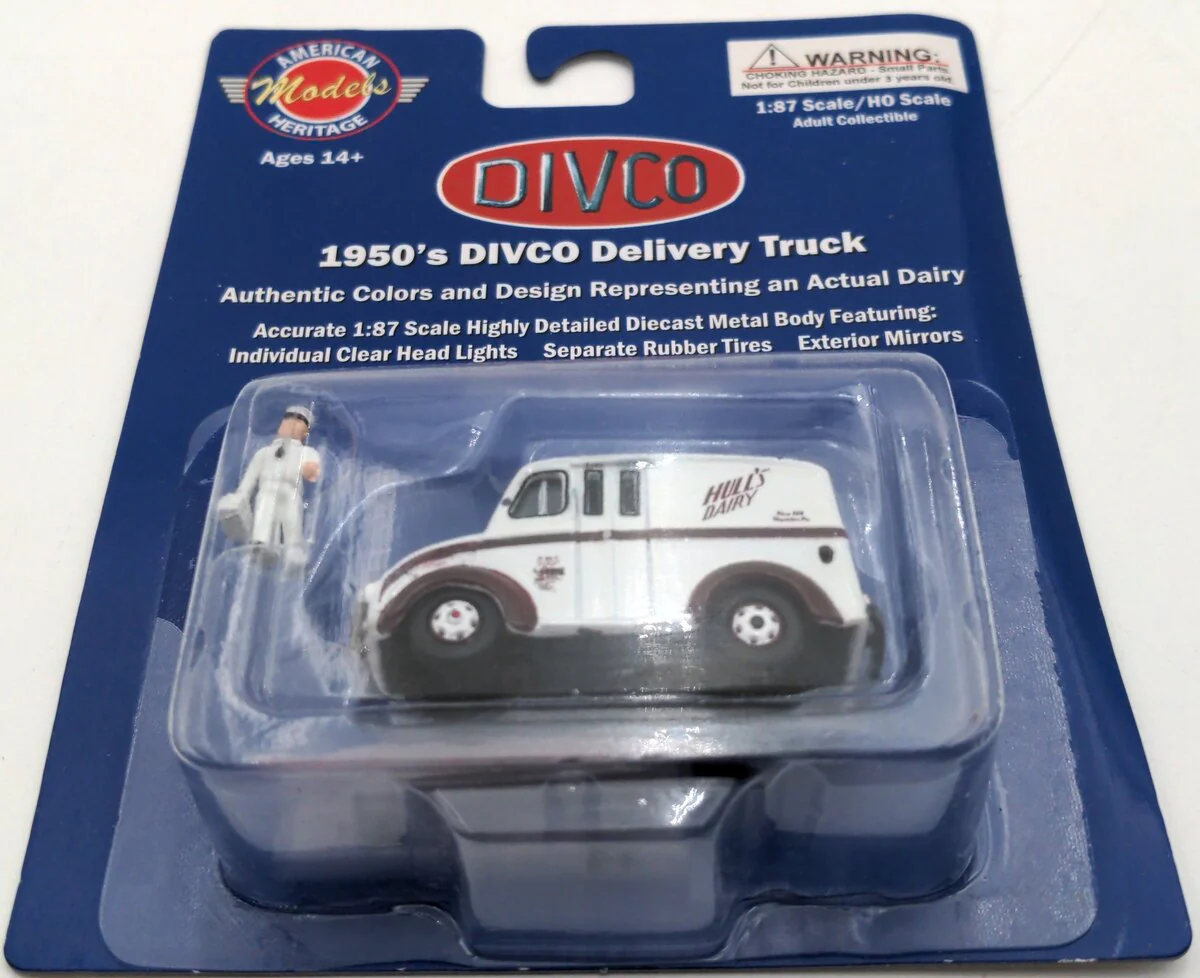 AMERICAN
Models
HERITAGE
Ages 14+
WARNING:
CHOKING HAZARD - Small Parts
Not for Children under 3 years old.
1:87 Scale/HO Scale
Adult Collectible
DIVCO
1950's DIVCO Delivery Truck
Authentic Colors and Design Representing an Actual Dairy
Accurate 1:87 Scale Highly Detailed Diecast Metal Body Featuring:
Individual Clear Head Lights Separate Rubber Tires Exterior Mirrors
HULL'S
DAIRY